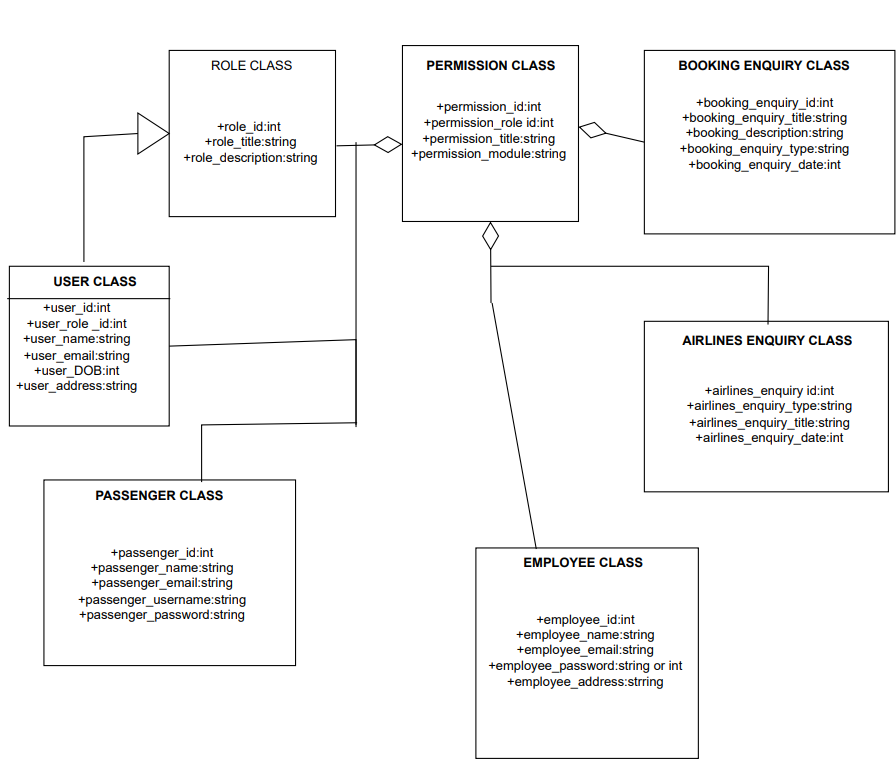 ROLE CLASS
+role_id:int
+role_title:string
+role_description:string
PERMISSION CLASS
+permission_id:int
+permission_role id:int
+permission_title:string
+permission_module:string
BOOKING ENQUIRY CLASS
+booking_enquiry_id:int
+booking_enquiry_title:string
+booking_description:string
+booking_enquiry_type:string
+booking_enquiry_date:int
USER CLASS
+user_id:int
+user_role _id:int
+user_name:string
+user_email:string
+user_DOB:int
+user_address:string
AIRLINES ENQUIRY CLASS
+airlines_enquiry id:int
+airlines_enquiry_type:string
+airlines_enquiry_title:string
+airlines_enquiry_date:int
PASSENGER CLASS
+passenger_id:int
+passenger_name:string
+passenger_email:string
+passenger_username:string
+passenger_password:string
EMPLOYEE CLASS
+employee_id:int
+employee_name:string
+employee_email:string
+employee_password:string or int
+employee_address:strring